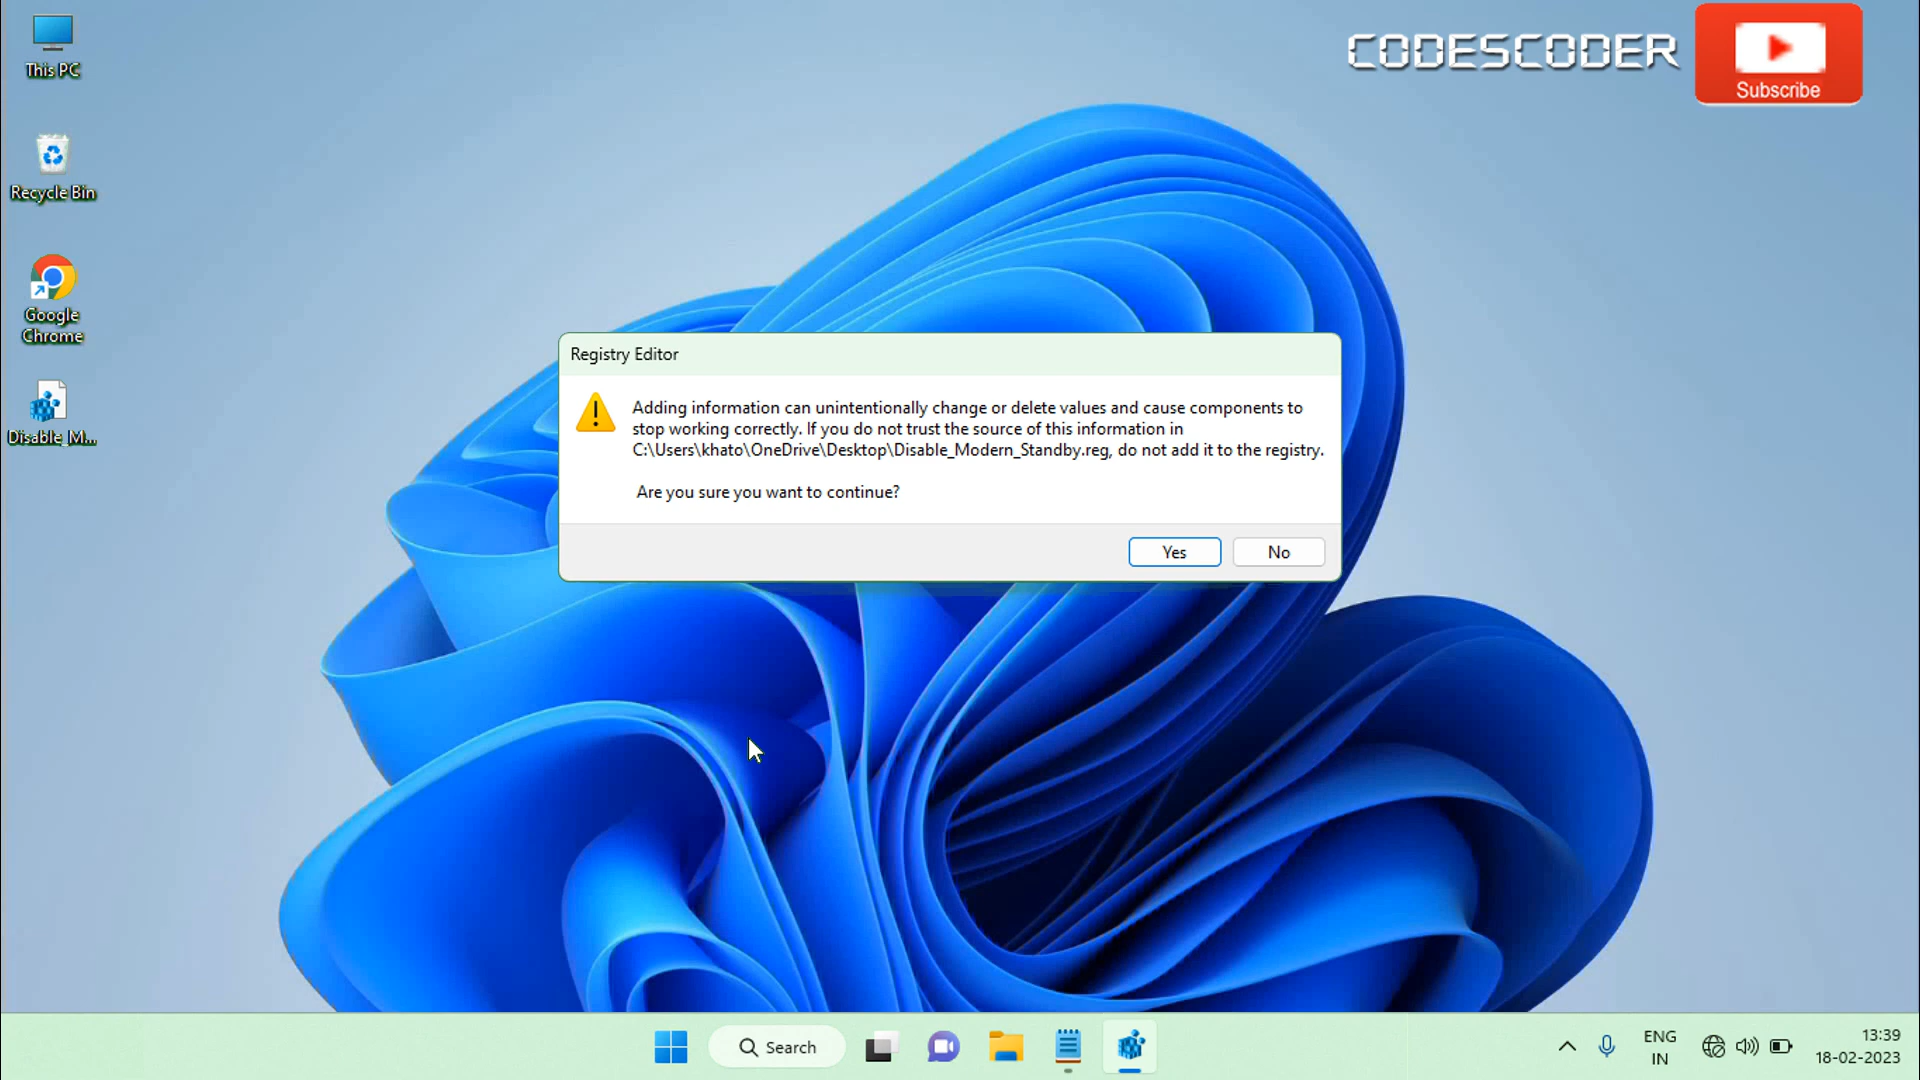 This PC
CODESCODER
Subscribe
Recycle Bin
Google
Chrome
Disable_M...
Registry Editor
Adding information can unintentionally change or delete values and cause components to
stop working correctly. If you do not trust the source of this information in
C:\Users\khato\OneDrive\Desktop\Disable_Modern_Standby.reg, do not add it to the registry.
Are you sure you want to continue?
Yes
No
Search
ENG
IN
13:39
18-02-2023